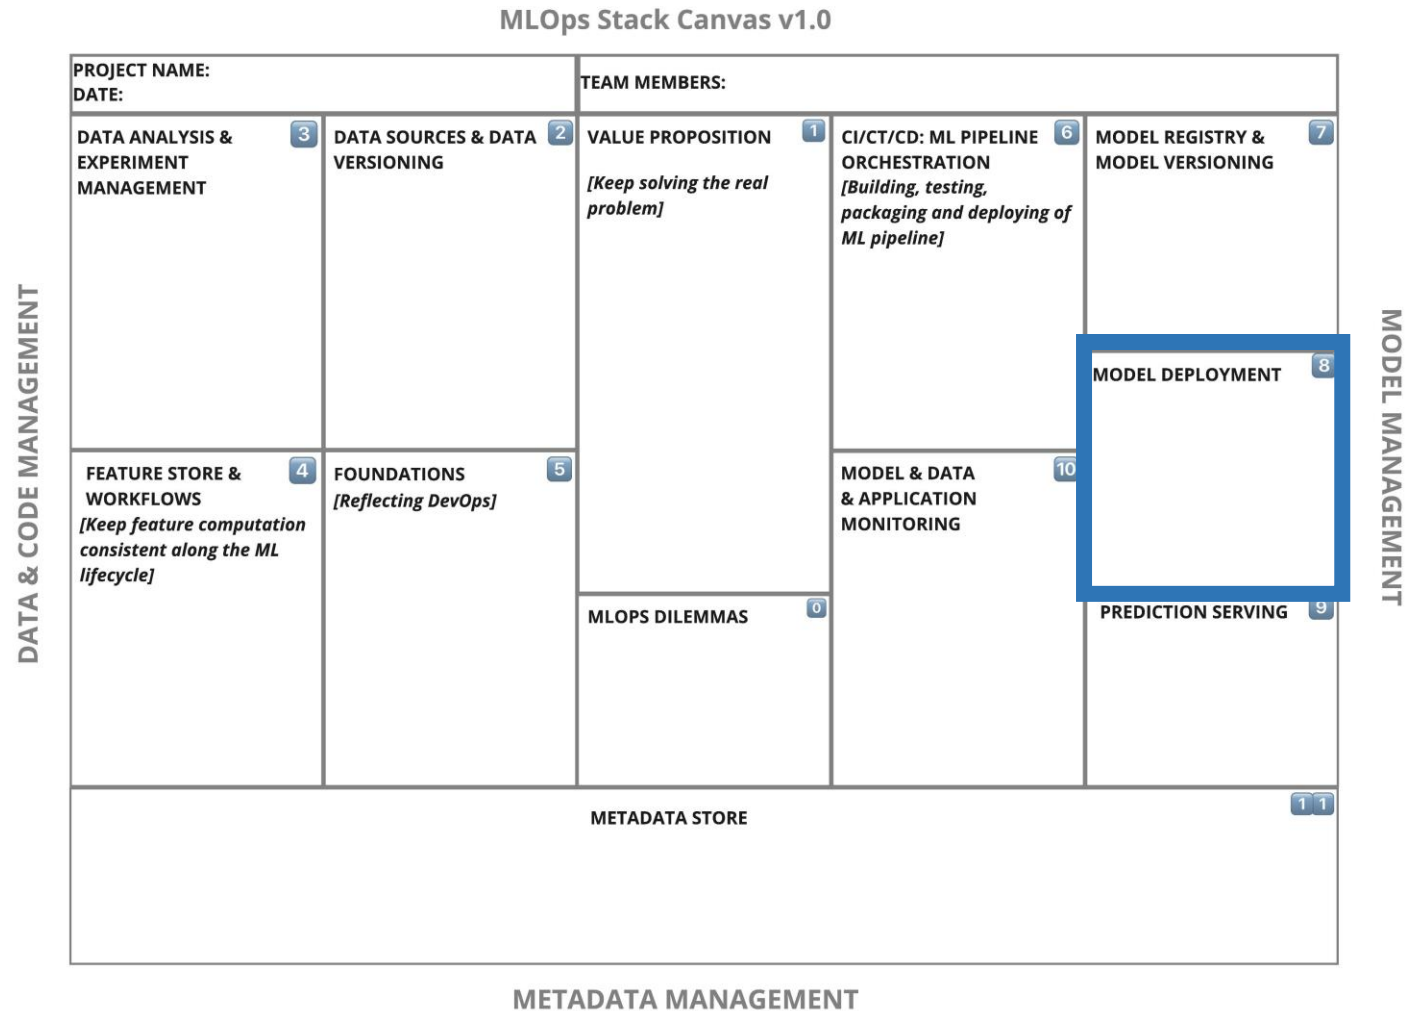 MLOps Stack Canvas v1.0
PROJECT NAME:
DATE:
TEAM MEMBERS:
DATA ANALYSIS &
EXPERIMENT
MANAGEMENT
3
DATA SOURCES & DATA
VERSIONING
2
VALUE PROPOSITION
1
[Keep solving the real
problem]
CI/CT/CD: ML PIPELINE
ORCHESTRATION
6
[Building, testing,
packaging and deploying of
ML pipeline]
MODEL REGISTRY &
MODEL VERSIONING
7
MODEL DEPLOYMENT
8
FEATURE STORE &
WORKFLOWS
4
[Keep feature computation
consistent along the ML
lifecycle]
FOUNDATIONS
5
[Reflecting DevOps]
MODEL & DATA
& APPLICATION
MONITORING
10
MLOPS DILEMMAS
0
PREDICTION SERVING
9
METADATA STORE
11
DATA & CODE MANAGEMENT
MODEL MANAGEMENT
METADATA MANAGEMENT